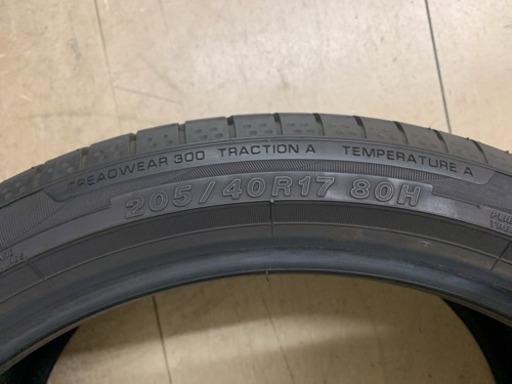 TREADWEAR 300 TRACTION A TEMPERATURE A
205/40R17 80H